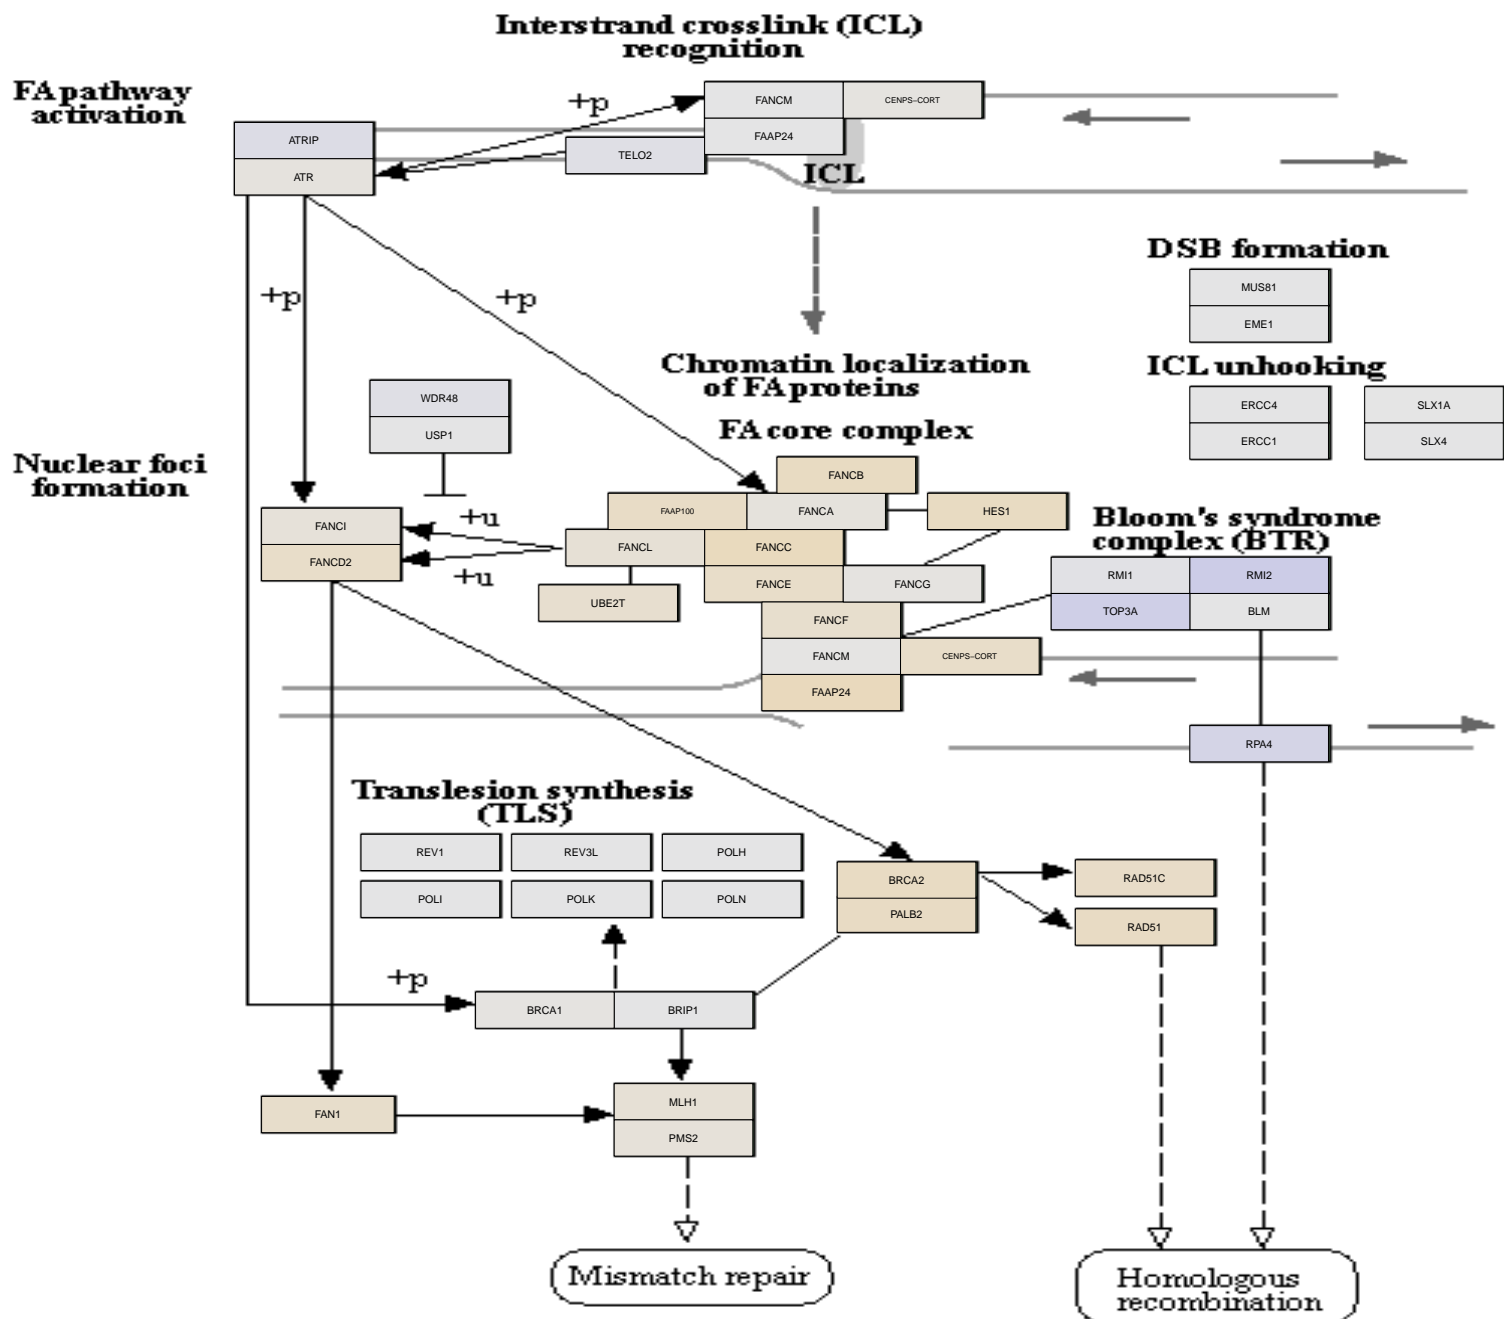 Interstrand crosslink (ICL)
recognition
FA pathway
activation
+p
FANCM
CENPS–CORT
FAAP24
ATRIP
ATR
TELO2
ICL
DSB formation
MUS81
EME1
+p
+p
Chromatin localization
of FA proteins
ICL unhooking
ERCC4
ERCC1
SLX1A
SLX4
WDR48
USP1
FA core complex
Nuclear foci
formation
FANCB
FAAP100
FANCA
HES1
FANCI
FANCD2
+u
+u
FANCL
FANCC
UBE2T
FANCE
FANCG
FANCF
FANCM
CENPS–CORT
FAAP24
Bloom's syndrome
complex (BTR)
RMI1
RMI2
TOP3A
BLM
RPA4
Translesion synthesis
(TLS)
REV1
REV3L
POLH
POLI
POLK
POLN
BRCA2
PALB2
RAD51C
RAD51
+p
BRCA1
BRIP1
FAN1
MLH1
PMS2
Mismatch repair
Homologous
recombination